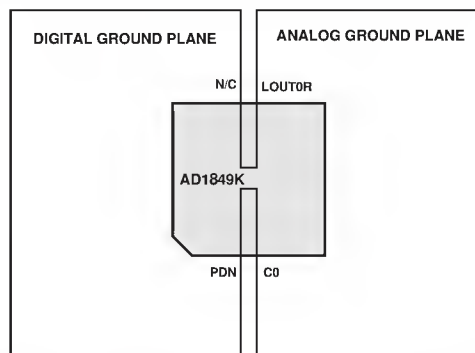 DIGITAL GROUND PLANE
ANALOG GROUND PLANE
N/C
LOUT0R
AD1849K
PDN
C0